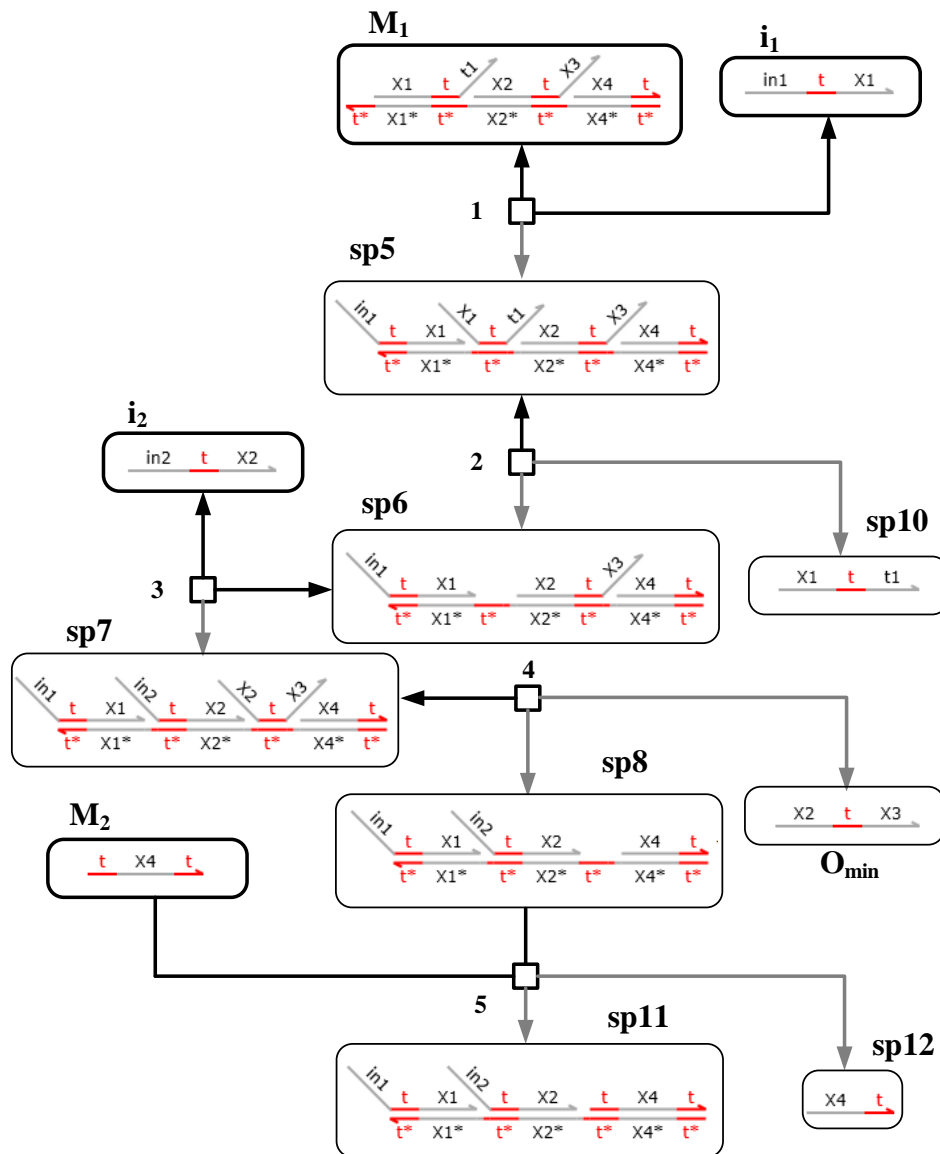 M1
i1
X1 t t1 X2 t X3 X4 t
t* X1* t* X2* t* X4* t*
in1 t X1
1
sp5
in1 t X1 X1 t t1 X2 t X3 X4 t
t* X1* t* X2* t* X4* t*
i2
in2 t X2
2
sp6
sp10
in1 t X1 X2 t X3 X4 t
t* X1* t* X2* t* X4* t*
X1 t t1
3
sp7
in1 t X1 in2 t X2 X2 t X3 X4 t
t* X1* t* X2* t* X4* t*
4
sp8
in1 t X1 in2 t X2 X4 t
t* X1* t* X2* t* X4* t*
X2 t X3
Omin
M2
t X4 t
5
sp11
in1 t X1 in2 t X2 t X4 t
t* X1* t* X2* t* X4* t*
sp12
X4 t